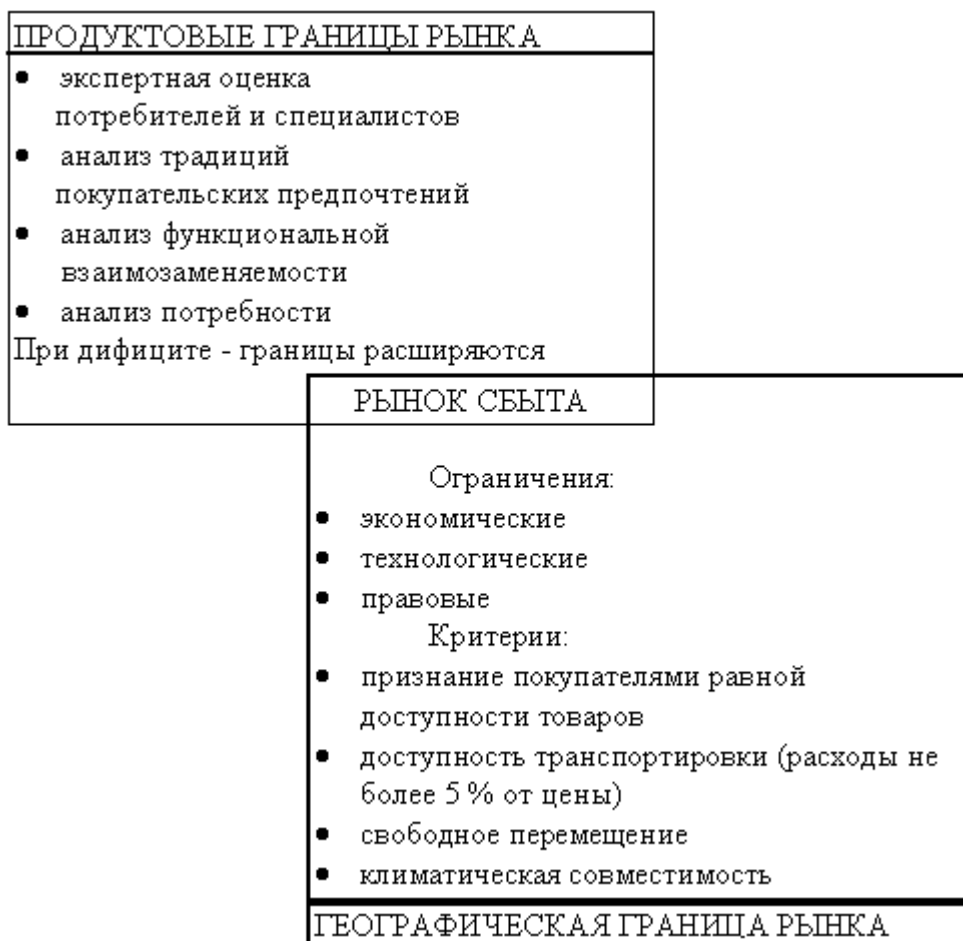 ПРОДУКТОВЫЕ ГРАНИЦЫ РЫНКА
● экспертная оценка
потребителей и специалистов
● анализ традиций
покупательских предпочтений
● анализ функциональной
взаимозаменяемости
● анализ потребности
При дифиците - границы расширяются
РЫНОК СБЫТА
Ограничения:
● экономические
● технологические
● правовые
Критерии:
● признание покупателями равной
доступности товаров
● доступность транспортировки (расходы не
более 5 % от цены)
● свободное перемещение
● климатическая совместимость
ГЕОГРАФИЧЕСКАЯ ГРАНИЦА РЫНКА